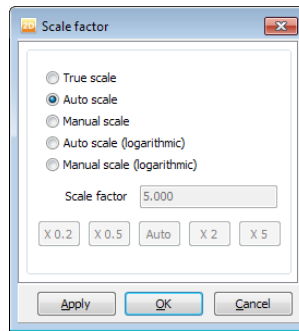 20 Scale factor
True scale
Auto scale
Manual scale
Auto scale (logarithmic)
Manual scale (logarithmic)
Scale factor 5.000
X 0.2 X 0.5 Auto X 2 X 5
Apply OK Cancel